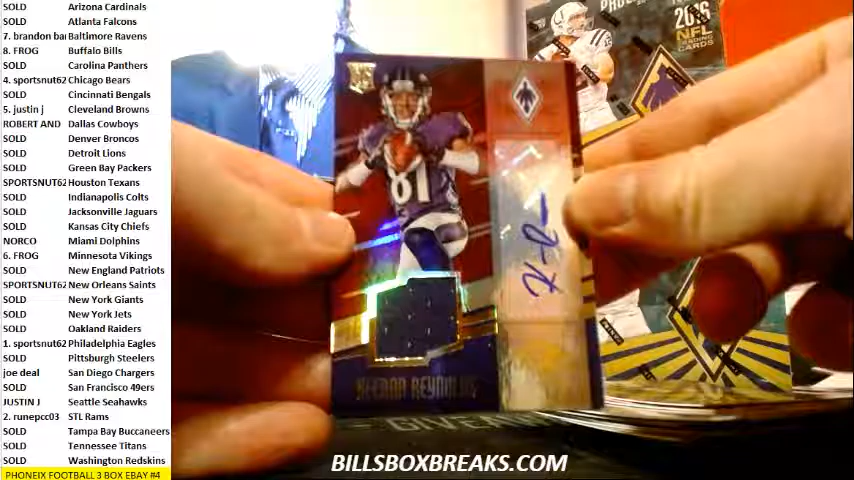 SOLD Arizona Cardinals
SOLD Atlanta Falcons
7. brandon bar Baltimore Ravens
8. FROG Buffalo Bills
SOLD Carolina Panthers
4. sportsnut62 Chicago Bears
SOLD Cincinnati Bengals
5. justin j Cleveland Browns
ROBERT AND Dallas Cowboys
SOLD Denver Broncos
SOLD Detroit Lions
SOLD Green Bay Packers
SPORTSNUT62 Houston Texans
SOLD Indianapolis Colts
SOLD Jacksonville Jaguars
SOLD Kansas City Chiefs
NORCO Miami Dolphins
6. FROG Minnesota Vikings
SOLD New England Patriots
SPORTSNUT62 New Orleans Saints
SOLD New York Giants
SOLD New York Jets
SOLD Oakland Raiders
1. sportsnut62 Philadelphia Eagles
SOLD Pittsburgh Steelers
joe deal San Diego Chargers
SOLD San Francisco 49ers
JUSTIN J Seattle Seahawks
2. runepcc03 STL Rams
SOLD Tampa Bay Buccaneers
SOLD Tennessee Titans
SOLD Washington Redskins
PHONEIX FOOTBALL 3 BOX EBAY #4
2016
NFL
TRADING
CARDS
81
KEENAN REYNOLDS
BILLSBOXBREAKS.COM